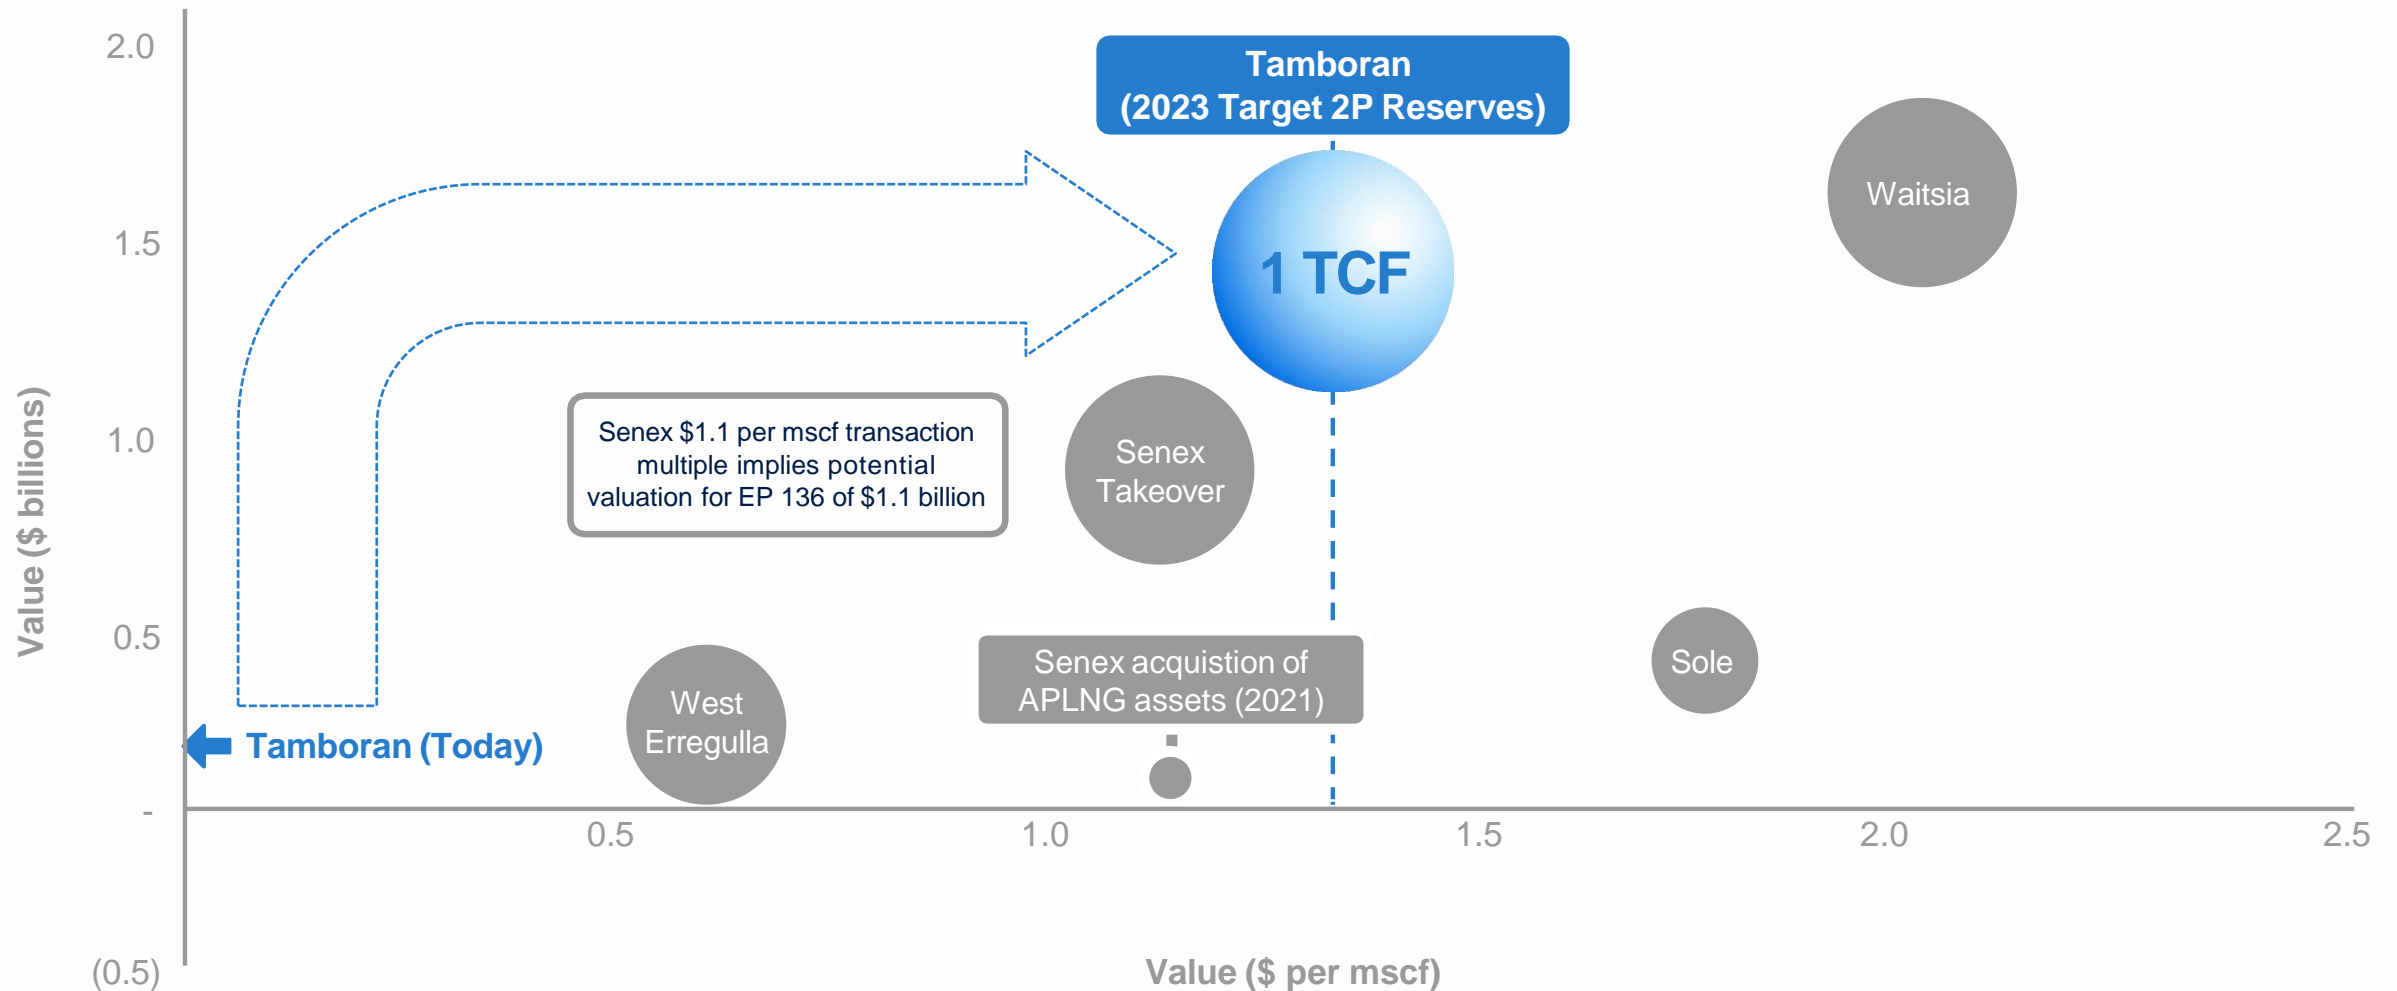 2.0
1.5
1.0
0.5
-
(0.5)
Value ($ billions)
Tamboran
(2023 Target 2P Reserves)
1 TCF
Waitsia
Senex $1.1 per mscf transaction
multiple implies potential
valuation for EP 136 of $1.1 billion
Senex
Takeover
Senex acquistion of
APLNG assets (2021)
Sole
West
Erregulla
Tamboran (Today)
0.5
1.0
1.5
2.0
2.5
Value ($ per mscf)